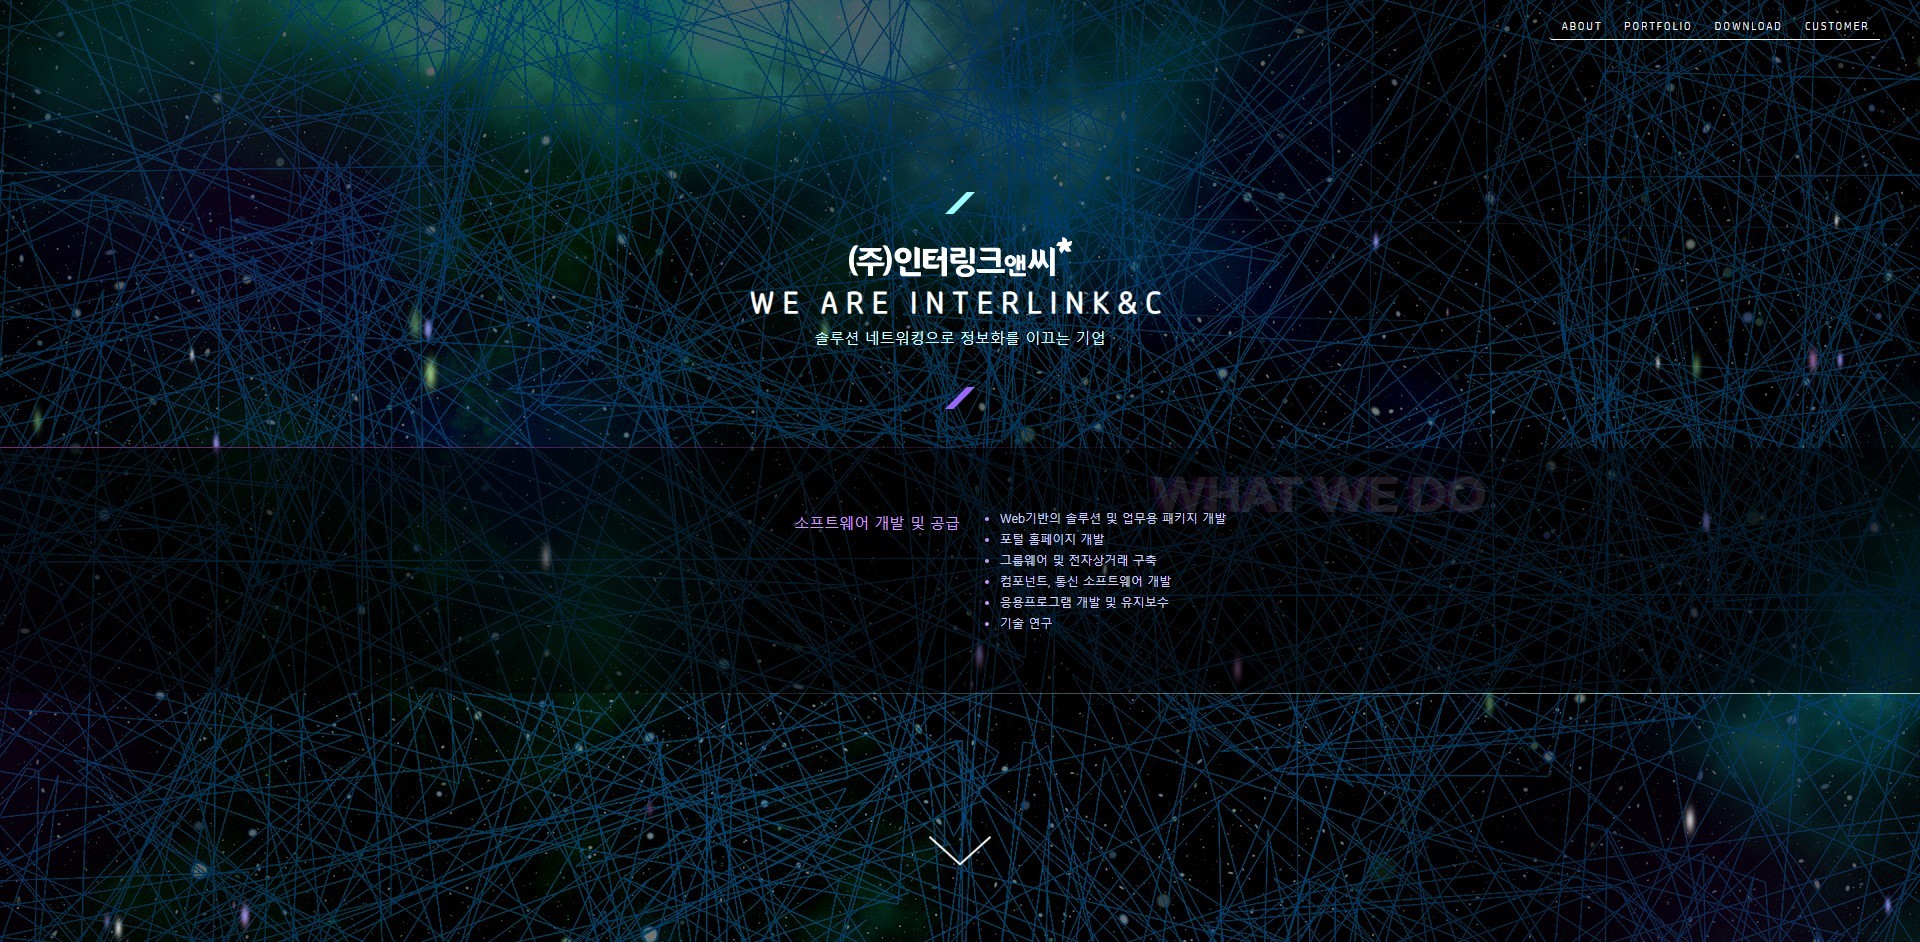 ABOUT PORTFOLIO DOWNLOAD CUSTOMER
(주)인터링크앤씨*
WE ARE INTERLINK&C
솔루션 네트워킹으로 정보화를 이끄는 기업
WHAT WE DO
소프트웨어 개발 및 공급
• Web기반의 솔루션 및 업무용 패키지 개발
• 포털 홈페이지 개발
• 그룹웨어 및 전자상거래 구축
• 컴포넌트, 통신 소프트웨어 개발
• 응용프로그램 개발 및 유지보수
• 기술 연구